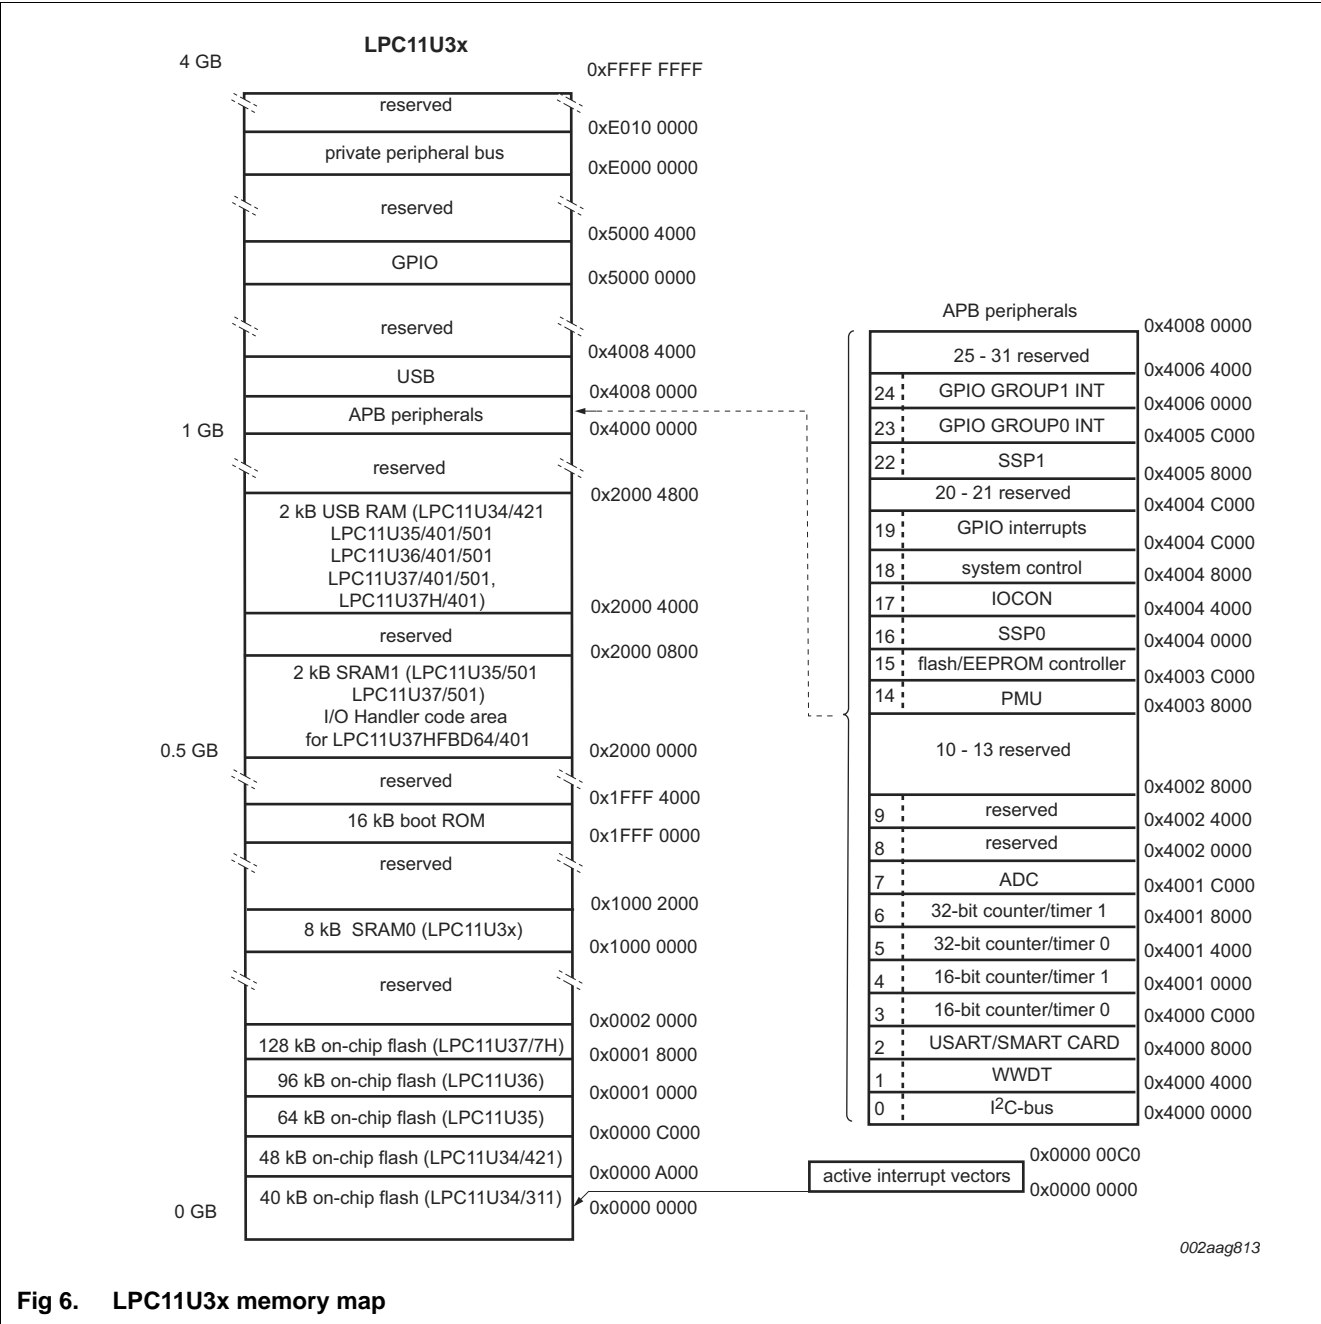 LPC11U3x
4 GB
0xFFFF FFFF
reserved
0xE010 0000
private peripheral bus
0xE000 0000
reserved
0x5000 4000
GPIO
0x5000 0000
reserved
0x4008 4000
USB
0x4008 0000
APB peripherals
1 GB
0x4000 0000
reserved
0x2000 4800
2 kB USB RAM (LPC11U34/421
LPC11U35/401/501
LPC11U36/401/501
LPC11U37/401/501,
LPC11U37H/401)
0x2000 4000
reserved
0x2000 0800
2 kB SRAM1 (LPC11U35/501
LPC11U37/501)
I/O Handler code area
for LPC11U37HFBD64/401
0.5 GB
0x2000 0000
reserved
0x1FFF 4000
16 kB boot ROM
0x1FFF 0000
reserved
0x1000 2000
8 kB SRAM0 (LPC11U3x)
0x1000 0000
reserved
0x0002 0000
128 kB on-chip flash (LPC11U37/7H)
0x0001 8000
96 kB on-chip flash (LPC11U36)
0x0001 0000
64 kB on-chip flash (LPC11U35)
0x0000 C000
48 kB on-chip flash (LPC11U34/421)
0x0000 A000
40 kB on-chip flash (LPC11U34/311)
0 GB
0x0000 0000
APB peripherals
0x4008 0000
25 - 31 reserved
0x4006 4000
24 GPIO GROUP1 INT
0x4006 0000
23 GPIO GROUP0 INT
0x4005 C000
22 SSP1
0x4005 8000
20 - 21 reserved
0x4004 C000
19 GPIO interrupts
0x4004 C000
18 system control
0x4004 8000
17 IOCON
0x4004 4000
16 SSP0
0x4004 0000
15 flash/EEPROM controller
0x4003 C000
14 PMU
0x4003 8000
10 - 13 reserved
0x4002 8000
9 reserved
0x4002 4000
8 reserved
0x4002 0000
7 ADC
0x4001 C000
6 32-bit counter/timer 1
0x4001 8000
5 32-bit counter/timer 0
0x4001 4000
4 16-bit counter/timer 1
0x4001 0000
3 16-bit counter/timer 0
0x4000 C000
2 USART/SMART CARD
0x4000 8000
1 WWDT
0x4000 4000
0 I2C-bus
0x4000 0000
0x0000 00C0
active interrupt vectors
0x0000 0000
002aag813
Fig 6. LPC11U3x memory map